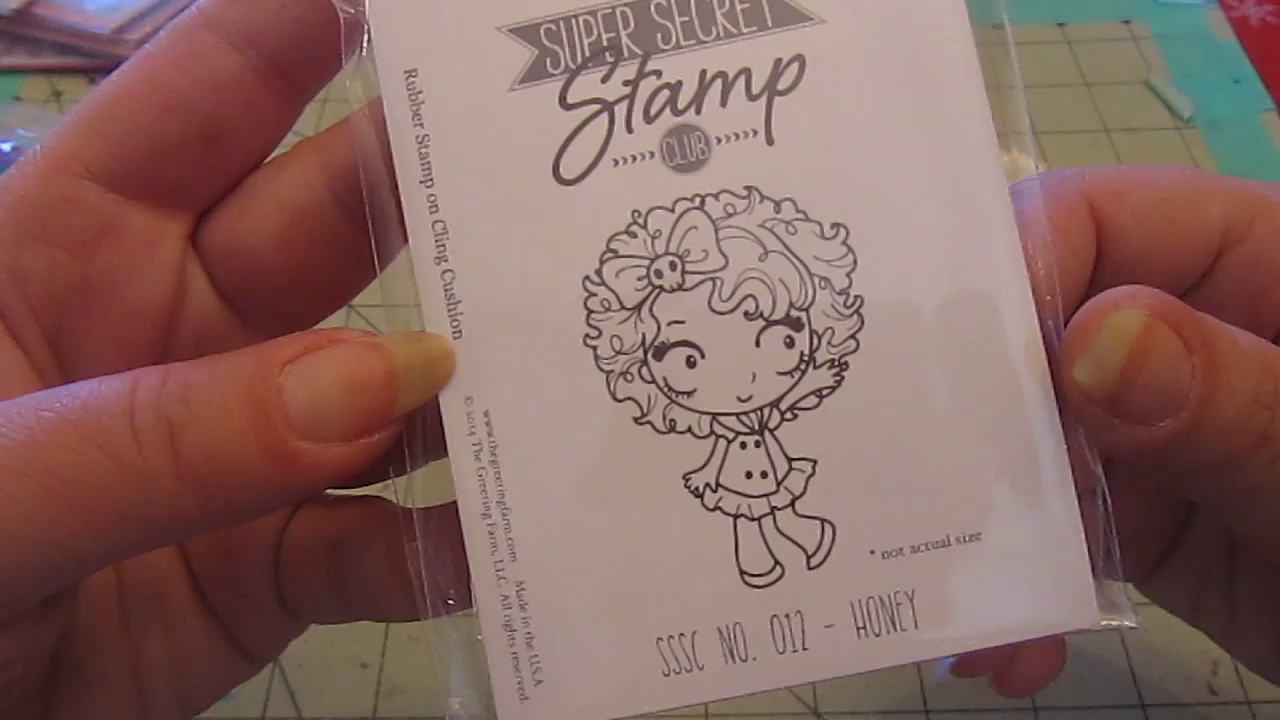 SUPER SECRET
Stamp
CLUB
Rubber Stamp on Cling Cushion
www.thegreetingfarm.com Made in the U.S.A
© 2014 The Greeting Farm, LLC. All rights reserved.
* not actual size
SSSC NO. 012 - HONEY